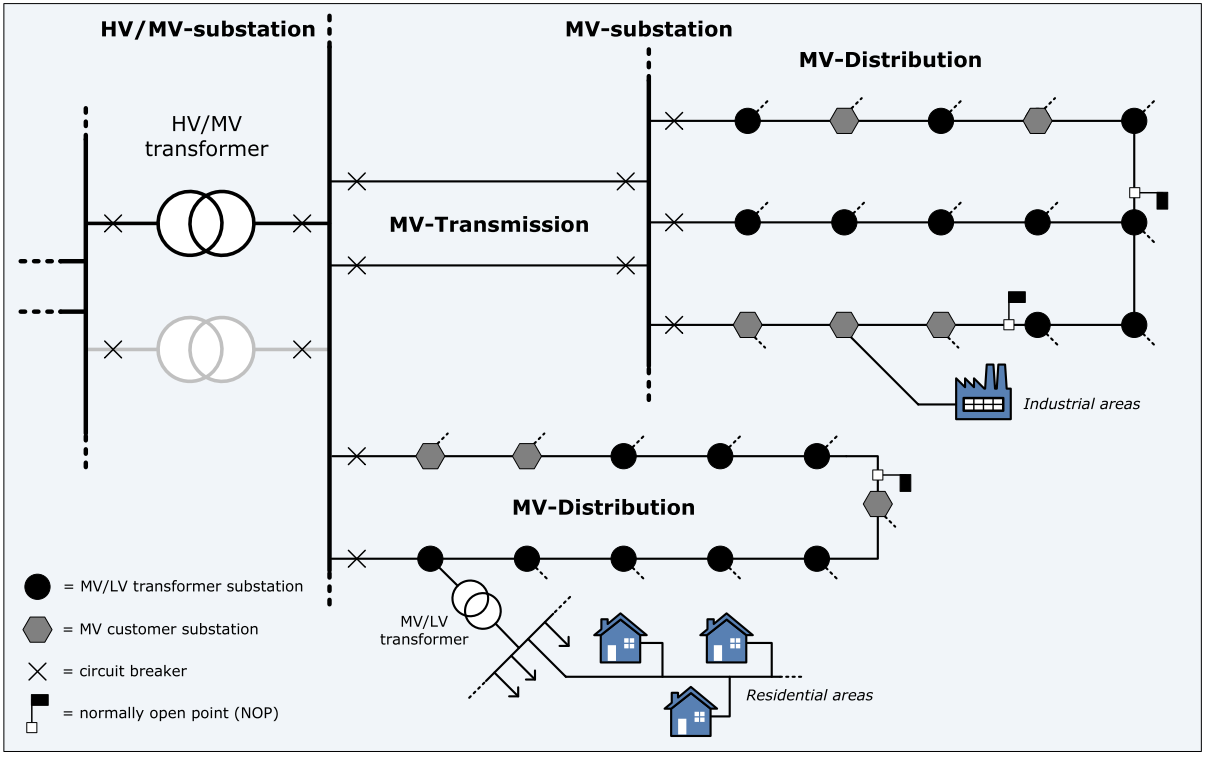 HV/MV-substation
MV-substation
MV-Distribution
HV/MV
transformer
MV-Transmission
Industrial areas
MV-Distribution
= MV/LV transformer substation
MV/LV
transformer
= MV customer substation
= circuit breaker
Residential areas
= normally open point (NOP)